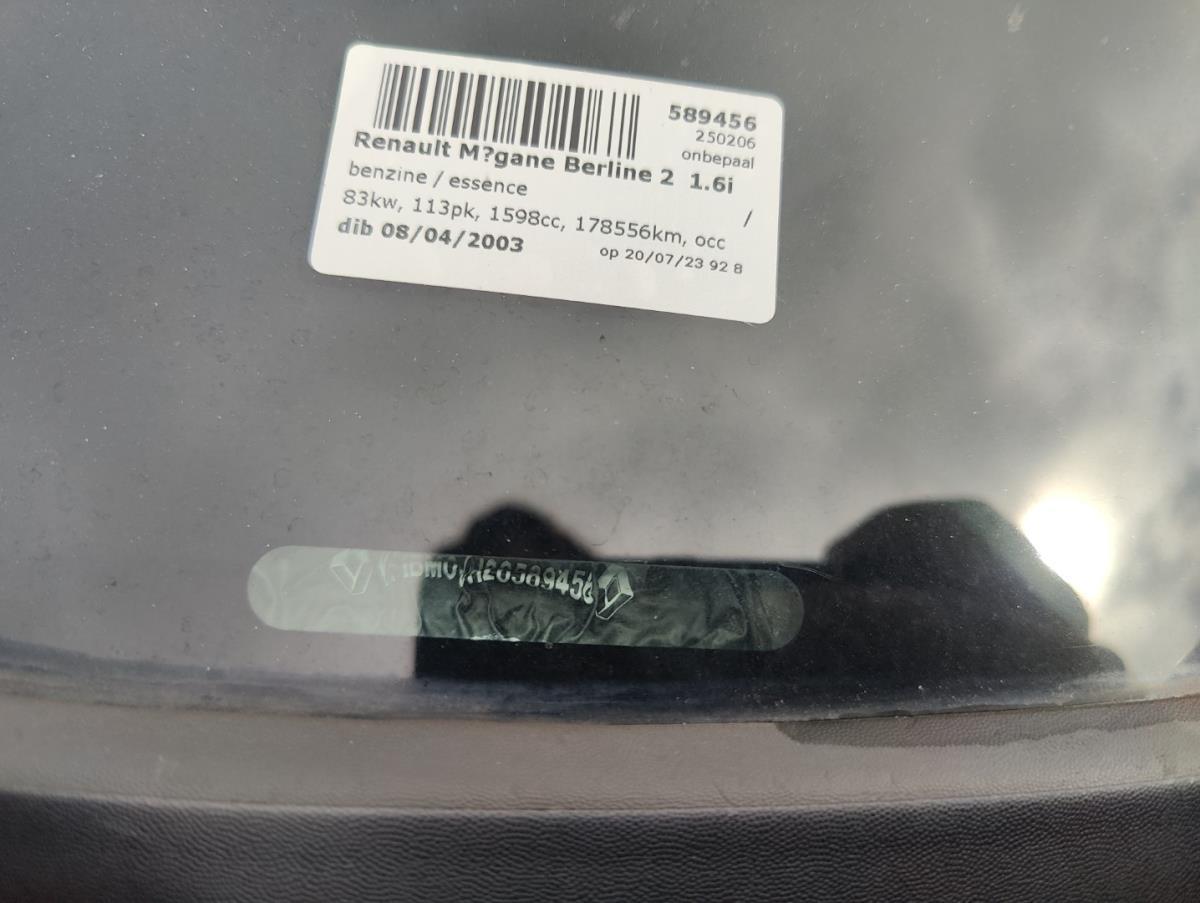 589456
250206
onbepaal
Renault M?gane Berline 2 1.6i
benzine / essence
/
83kw, 113pk, 1598cc, 178556km, occ
dib 08/04/2003
op 20/07/23 92 8